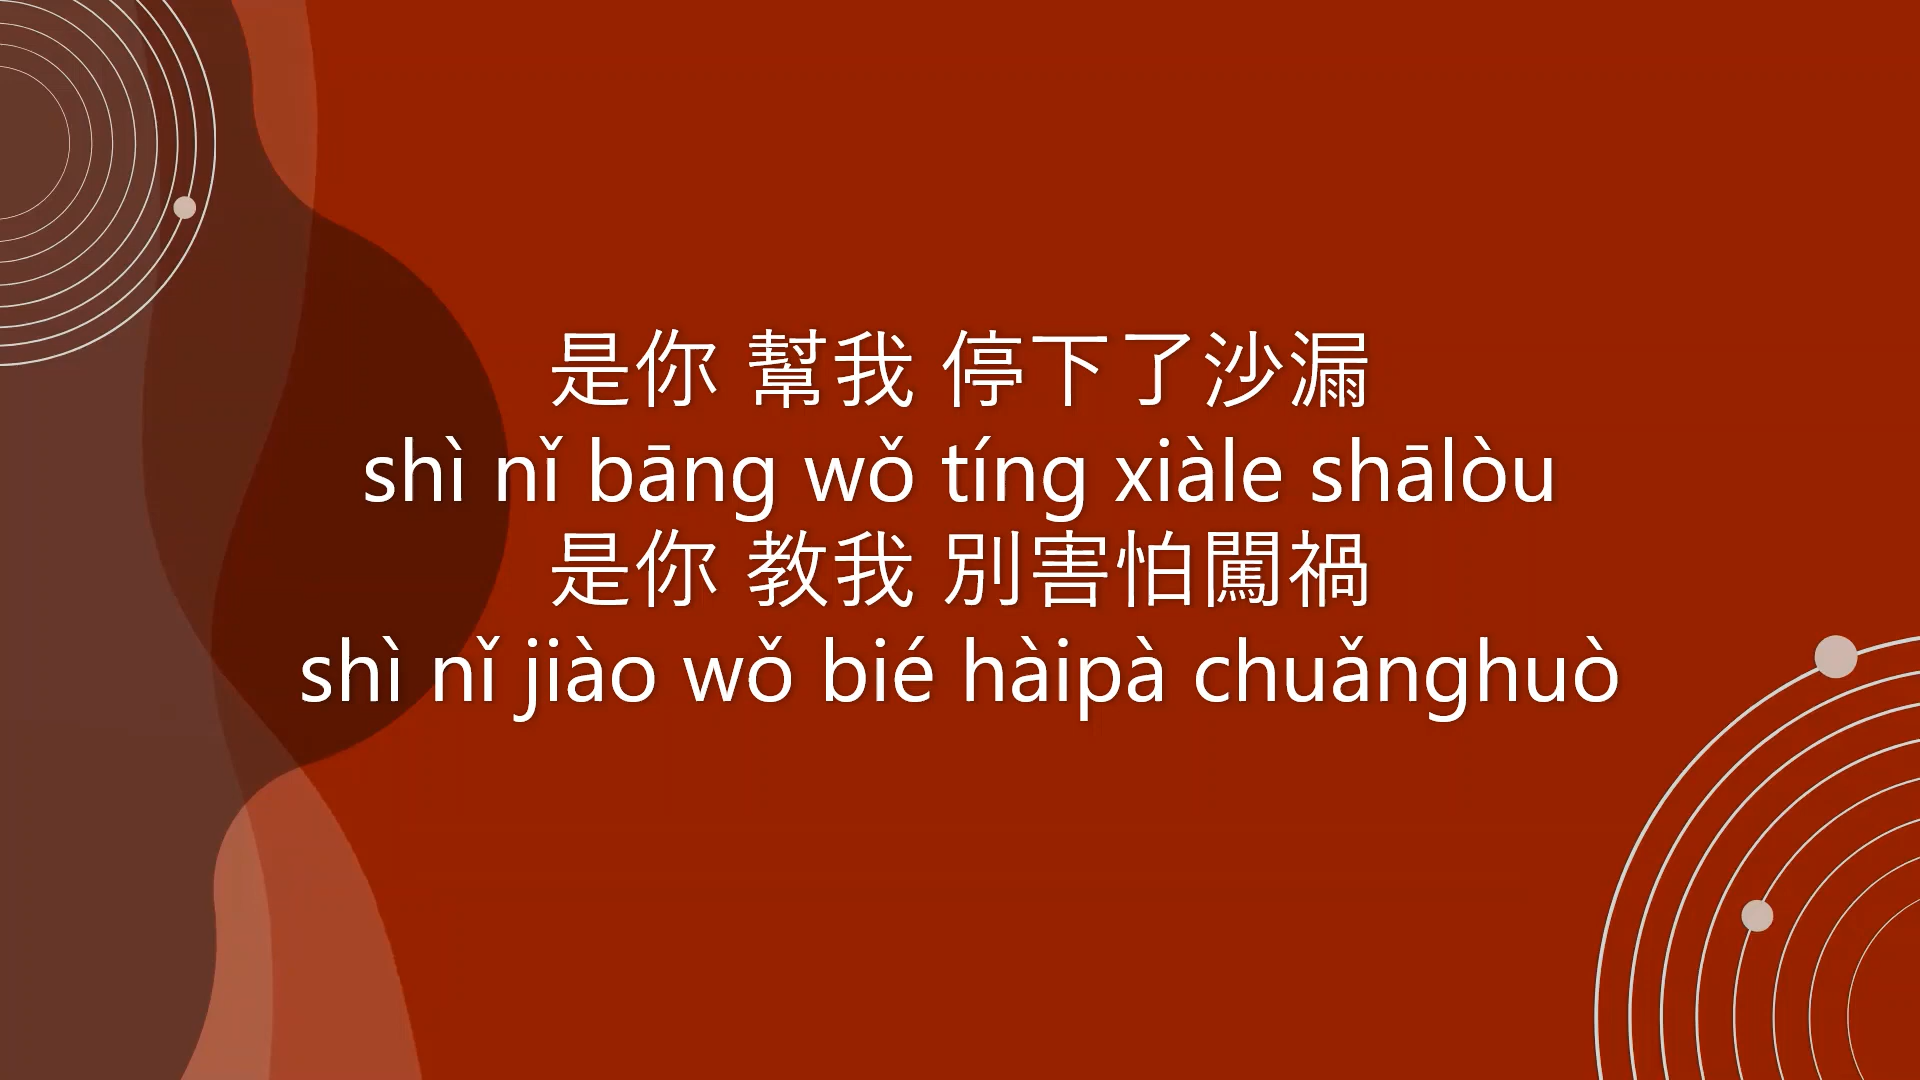 是你 幫我 停下了沙漏
shì nǐ bāng wǒ tíng xiàle shālòu
是你 教我 別害怕闖禍
shì nǐ jiào wǒ bié hàipà chuǎnghuò